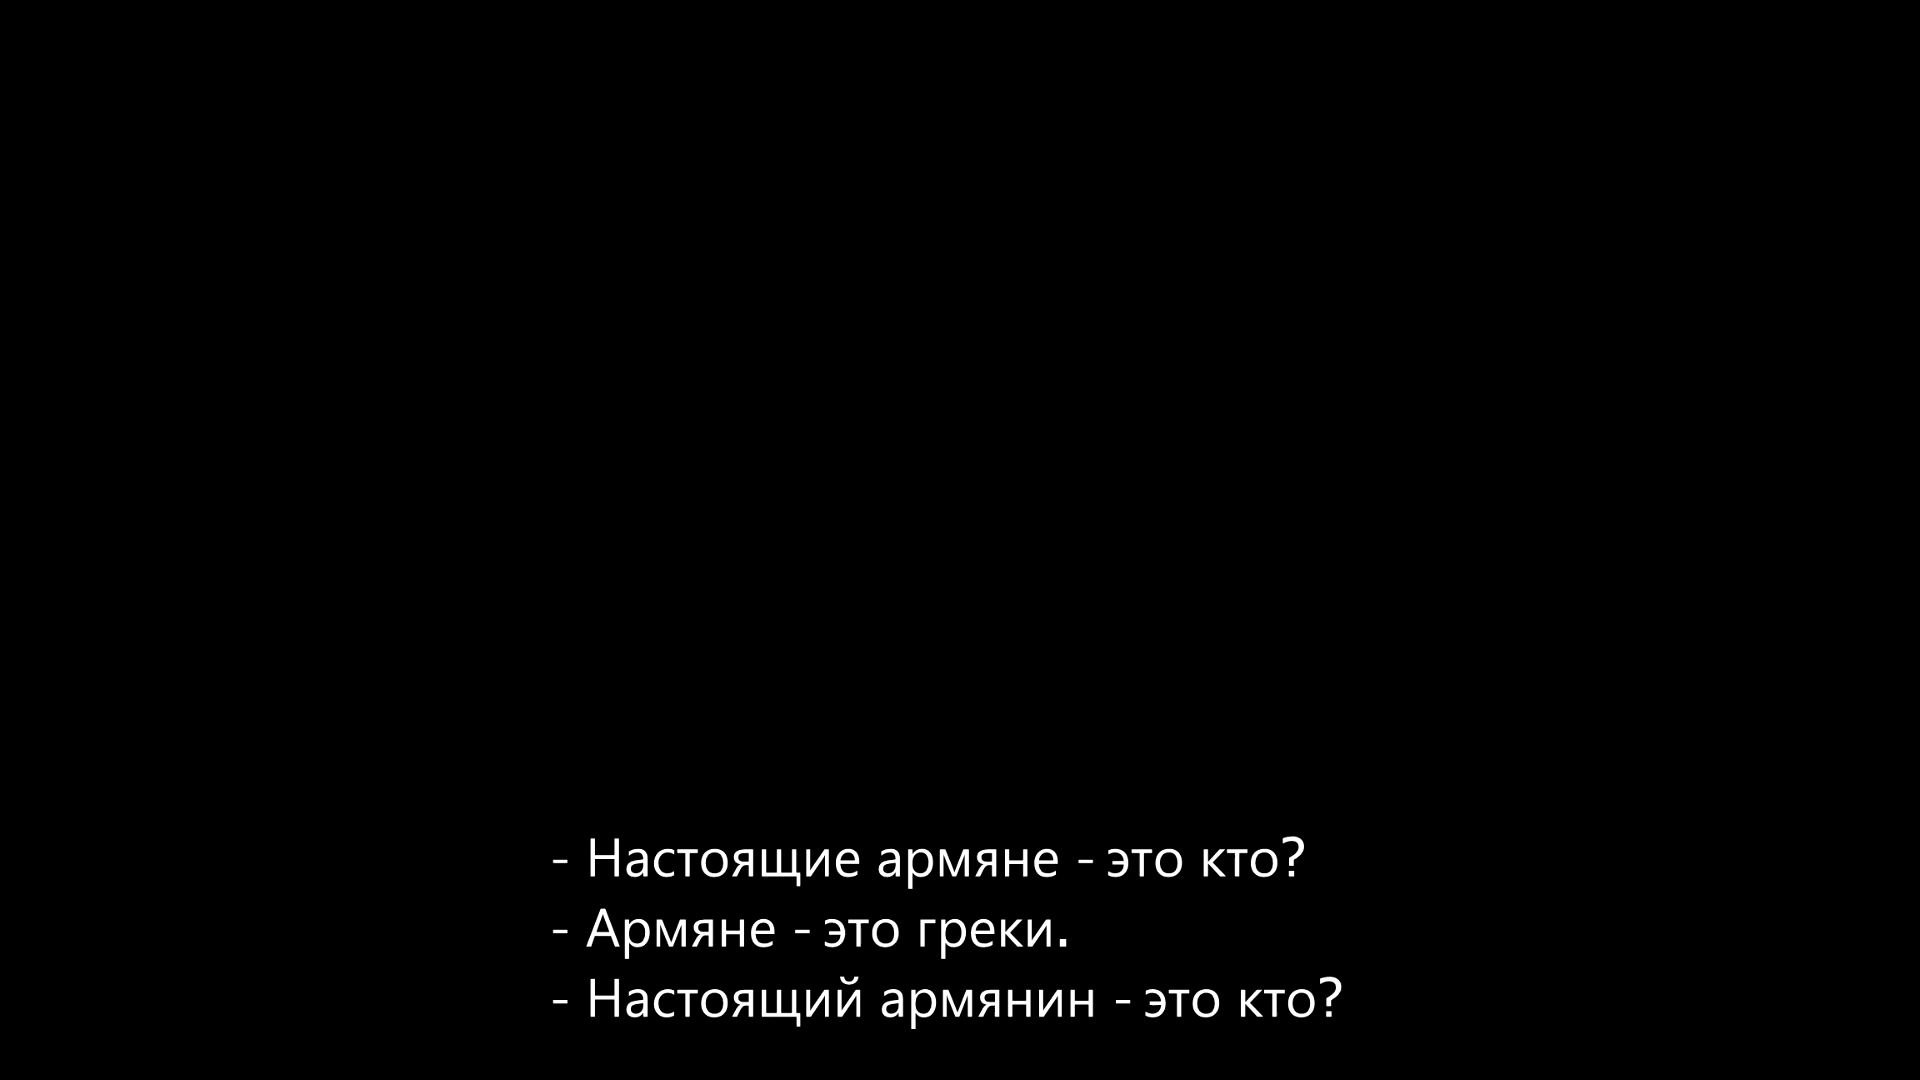 - Настоящие армяне - это кто?
- Армяне - это греки.
- Настоящий армянин - это кто?